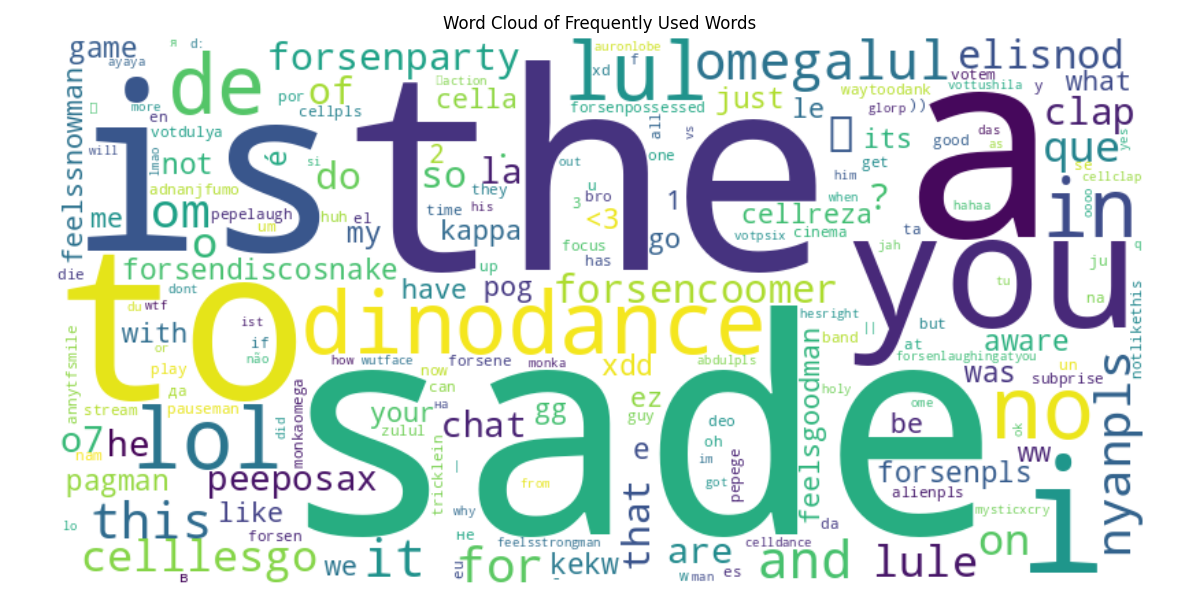 Word Cloud of Frequently Used Words
game
ayaya
я
d:
forsenparty
auronlobe
f
xd
lul
omegalul
elisnod
votem
vottushila
y
what
de
por
of
action
cella
cellpls
forsenpossessed
just
waytoodank
le
glorp
))
clap
feelssnowman
more
en
votdulya
will
lmao
not
é
si
do
2
so
la
they
all
vs
out
one
its
get
good
das
as
que
yes
se
cellclap
is
the
a
in
adnanjfumo
me
om
o
pepelaugh
um
huh
el
my
time
his
kappa
u
3
bro
<3
1
him
when
?
cellreza
hahaa
oooo
focus
has
go
votpsix
cinema
ta
jah
you
tu
ju
na
q
die
forsendiscosnake
dont
up
have
pog
forsencoomer
to
du
wtf
ist
dinodance
hesright
||
but
notlikethis
annytfsmile
with
or
if
não
play
да
how
wutface
forsene
monka
xdd
abdulpls
band
at
forsenlaughingatyou
aware
un
was
subprise
stream
pauseman
did
monkaomega
now
can
на
your
zulul
chat
gg
ez
guy
feelsgoodman
holy
ome
be
no
ok
nyanpls
o7
he
lol
nam
sade
tricklein
|
e
deo
oh
im
got
pepege
ww
i
pagman
peeposax
from
forsenpls
alienpls
mysticxcry
lo
this
like
forsen
why
не
that
da
on
celllesgo
в
we
it
eu
for
feelsstrongman
kekw
are
w
man
es
celldance
and
lule